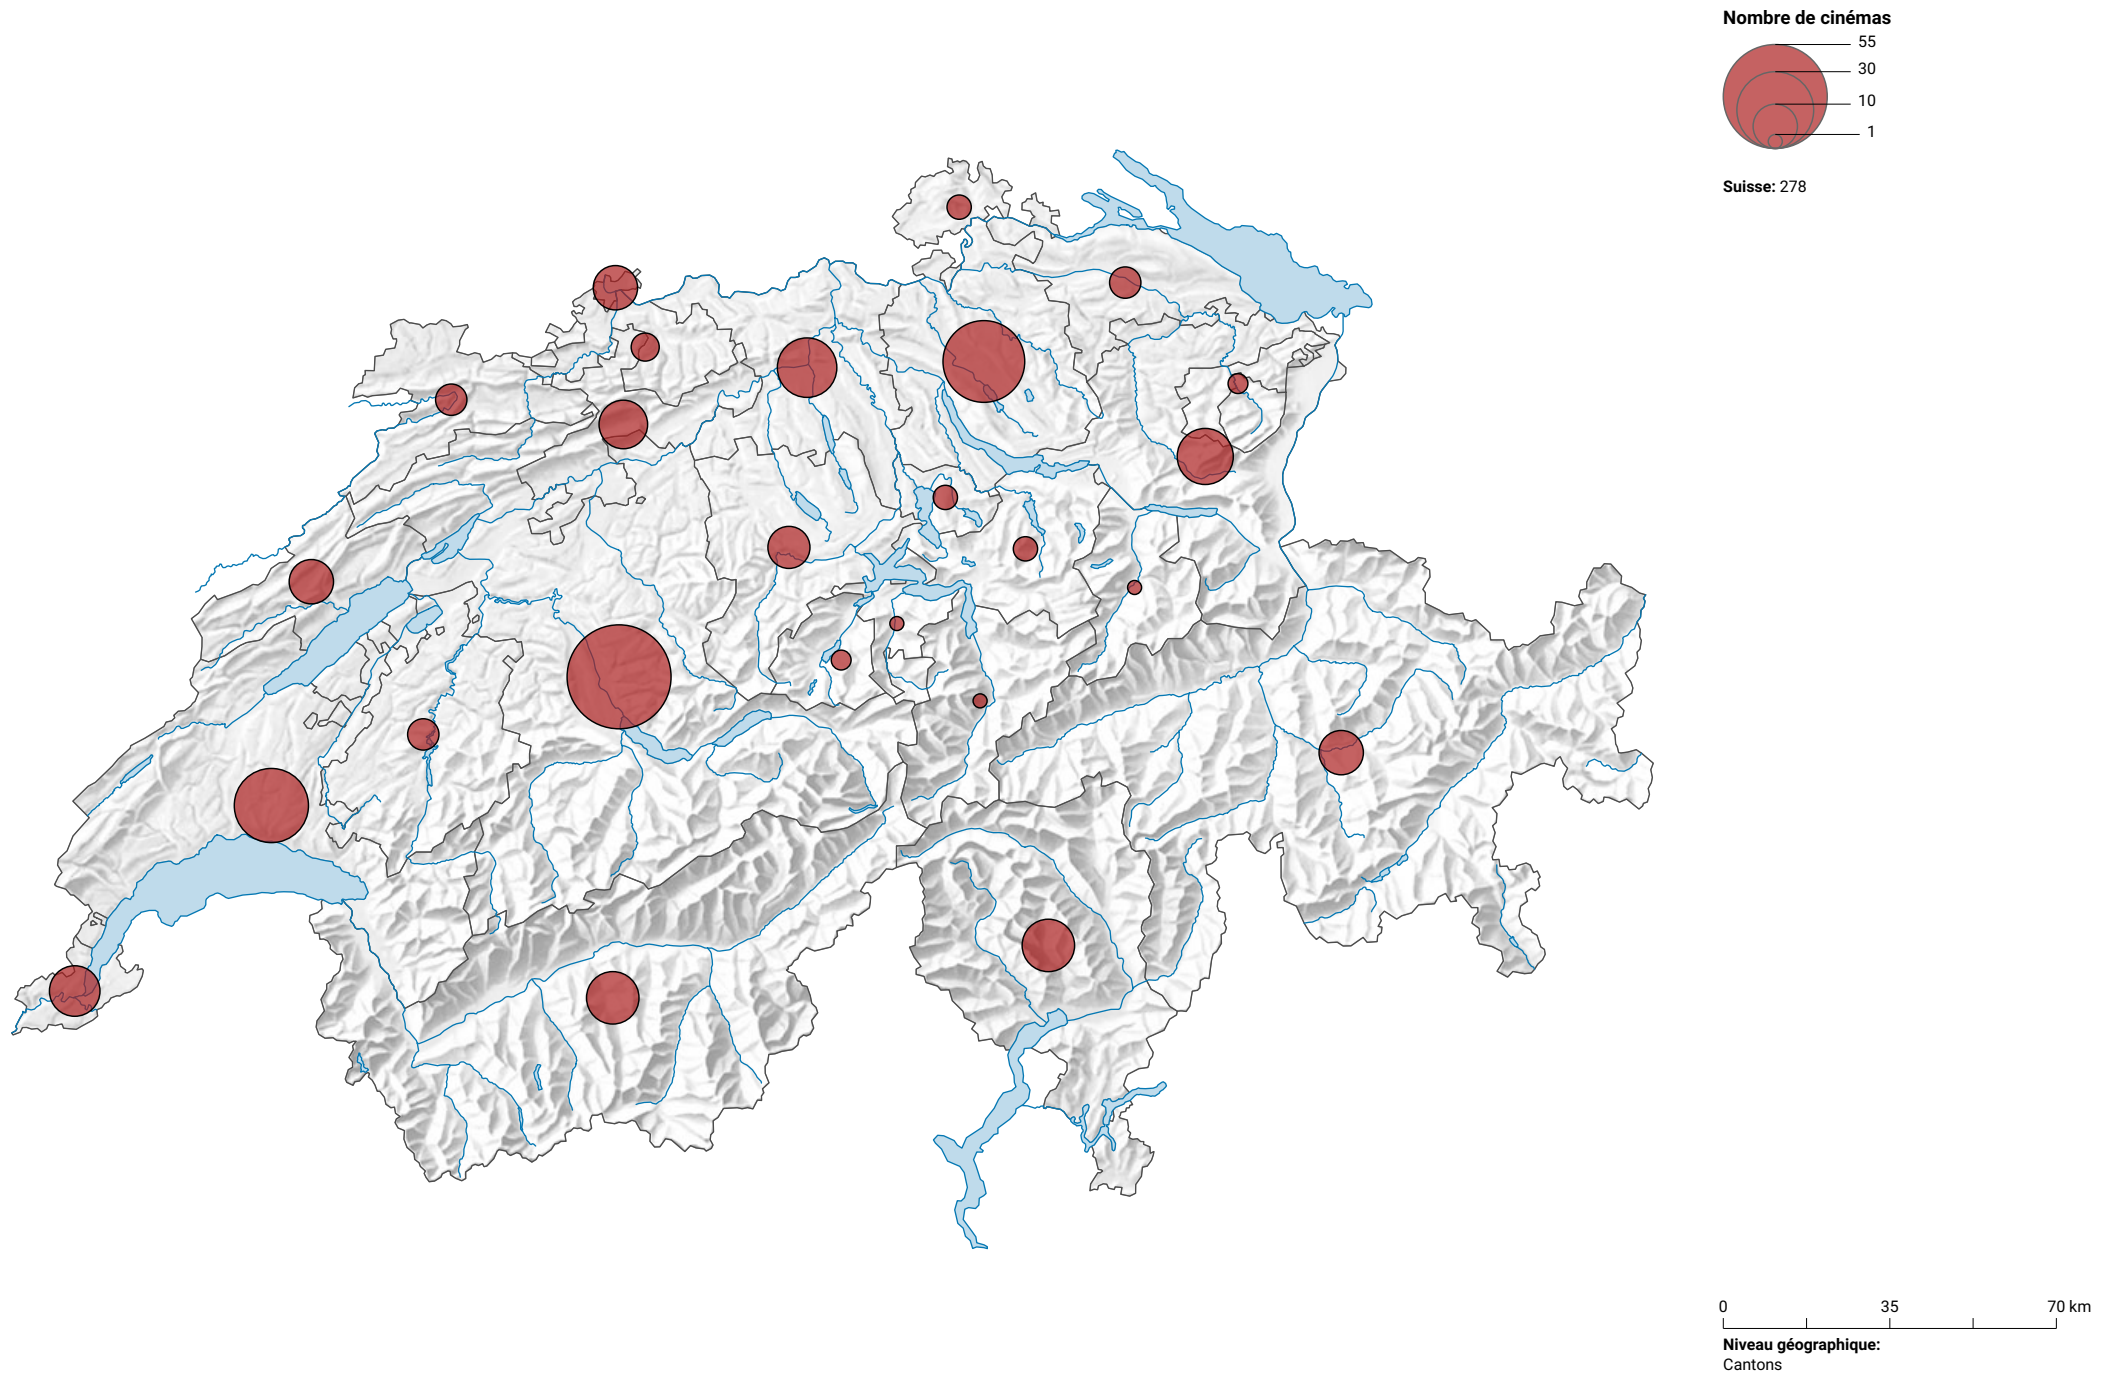 Nombre de cinémas
55
30
10
1
Suisse: 278
0 35 70 km
Niveau géographique:
Cantons